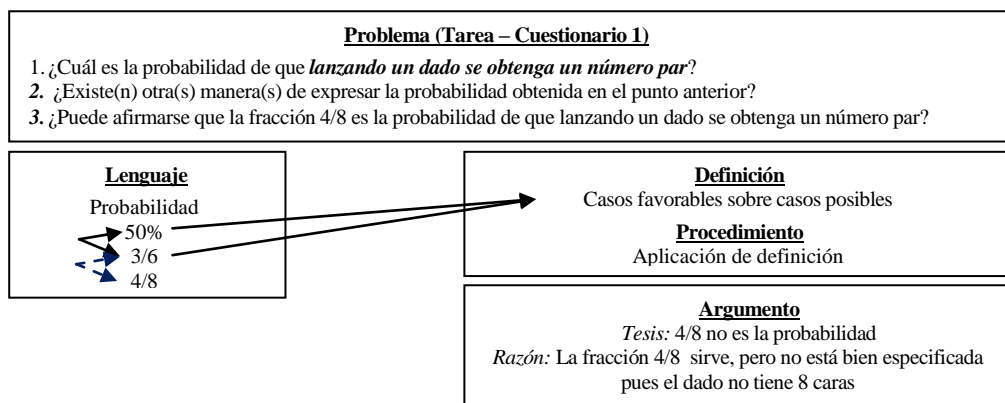 Problema (Tarea – Cuestionario 1)
1. ¿Cuál es la probabilidad de que lanzando un dado se obtenga un número par?
2. ¿Existe(n) otra(s) manera(s) de expresar la probabilidad obtenida en el punto anterior?
3. ¿Puede afirmarse que la fracción 4/8 es la probabilidad de que lanzando un dado se obtenga un número par?
Lenguaje
Probabilidad
50%
3/6
4/8
Definición
Casos favorables sobre casos posibles
Procedimiento
Aplicación de definición
Argumento
Tesis: 4/8 no es la probabilidad
Razón: La fracción 4/8 sirve, pero no está bien especificada
pues el dado no tiene 8 caras